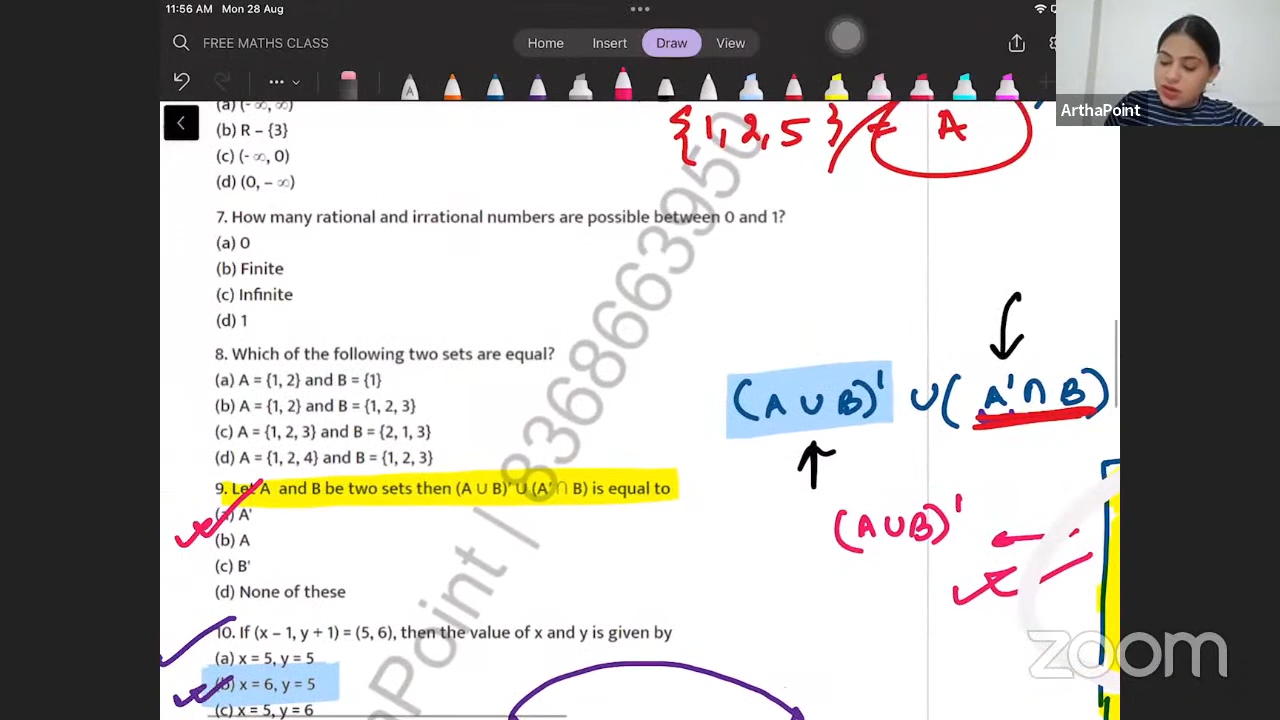 11:56 AM Mon 28 Aug
FREE MATHS CLASS
Home Insert Draw View
ArthaPoint
(a) (- ∞, ∞)
(b) R – {3}
(c) (- ∞, 0)
(d) (0, – ∞)
{1, 2, 5}
A
7. How many rational and irrational numbers are possible between 0 and 1?
(a) 0
(b) Finite
(c) Infinite
(d) 1
8. Which of the following two sets are equal?
(a) A = {1, 2} and B = {1}
(b) A = {1, 2} and B = {1, 2, 3}
(c) A = {1, 2, 3} and B = {2, 1, 3}
(d) A = {1, 2, 4} and B = {1, 2, 3}
(A ∪ B)' ∪ (A' ∩ B)
9. Let A and B be two sets then (A ∪ B)' ∪ (A' ∩ B) is equal to
(a) A'
(b) A
(c) B'
(d) None of these
(A∪B)'
10. If (x – 1, y + 1) = (5, 6), then the value of x and y is given by
(a) x = 5, y = 5
(b) x = 6, y = 5
(c) x = 5, y = 6
Point | 8368663950
zoom